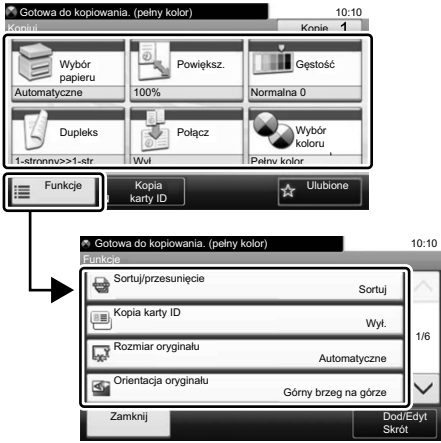 Gotowa do kopiowania. (pełny kolor)
10:10
Kopiuj
Kopie 1
Wybór
papieru
Automatyczne
Powiększ.
100%
Gęstość
Normalna 0
Dupleks
1-stronny>>1-str.
Połącz
Wył.
Wybór
koloru
Pełny kolor
Funkcje
Kopia
karty ID
Ulubione
Gotowa do kopiowania. (pełny kolor)
10:10
Funkcje
Sortuj/przesunięcie
Sortuj
Kopia karty ID
Wył.
Rozmiar oryginału
Automatyczne
Orientacja oryginału
Górny brzeg na górze
1/6
Zamknij
Dod/Edyt
Skrót